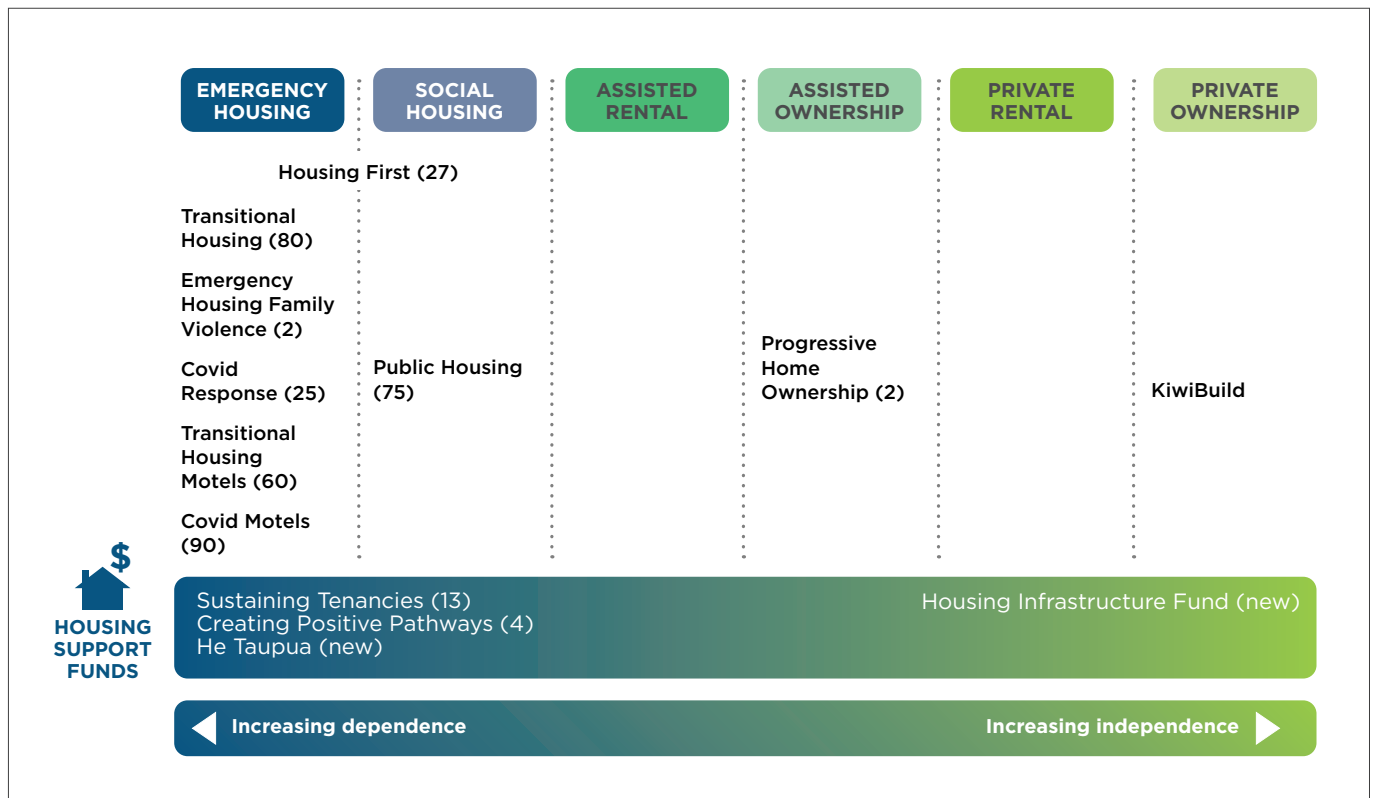 EMERGENCY
HOUSING
SOCIAL
HOUSING
ASSISTED
RENTAL
ASSISTED
OWNERSHIP
PRIVATE
RENTAL
PRIVATE
OWNERSHIP
Housing First (27)
Transitional
Housing (80)
Emergency
Housing Family
Violence (2)
Covid
Response (25)
Transitional
Housing
Motels (60)
Covid Motels
(90)
Public Housing
(75)
Progressive
Home
Ownership (2)
KiwiBuild
$
HOUSING
SUPPORT
FUNDS
Sustaining Tenancies (13)
Creating Positive Pathways (4)
He Taupua (new)
Housing Infrastructure Fund (new)
Increasing dependence
Increasing independence